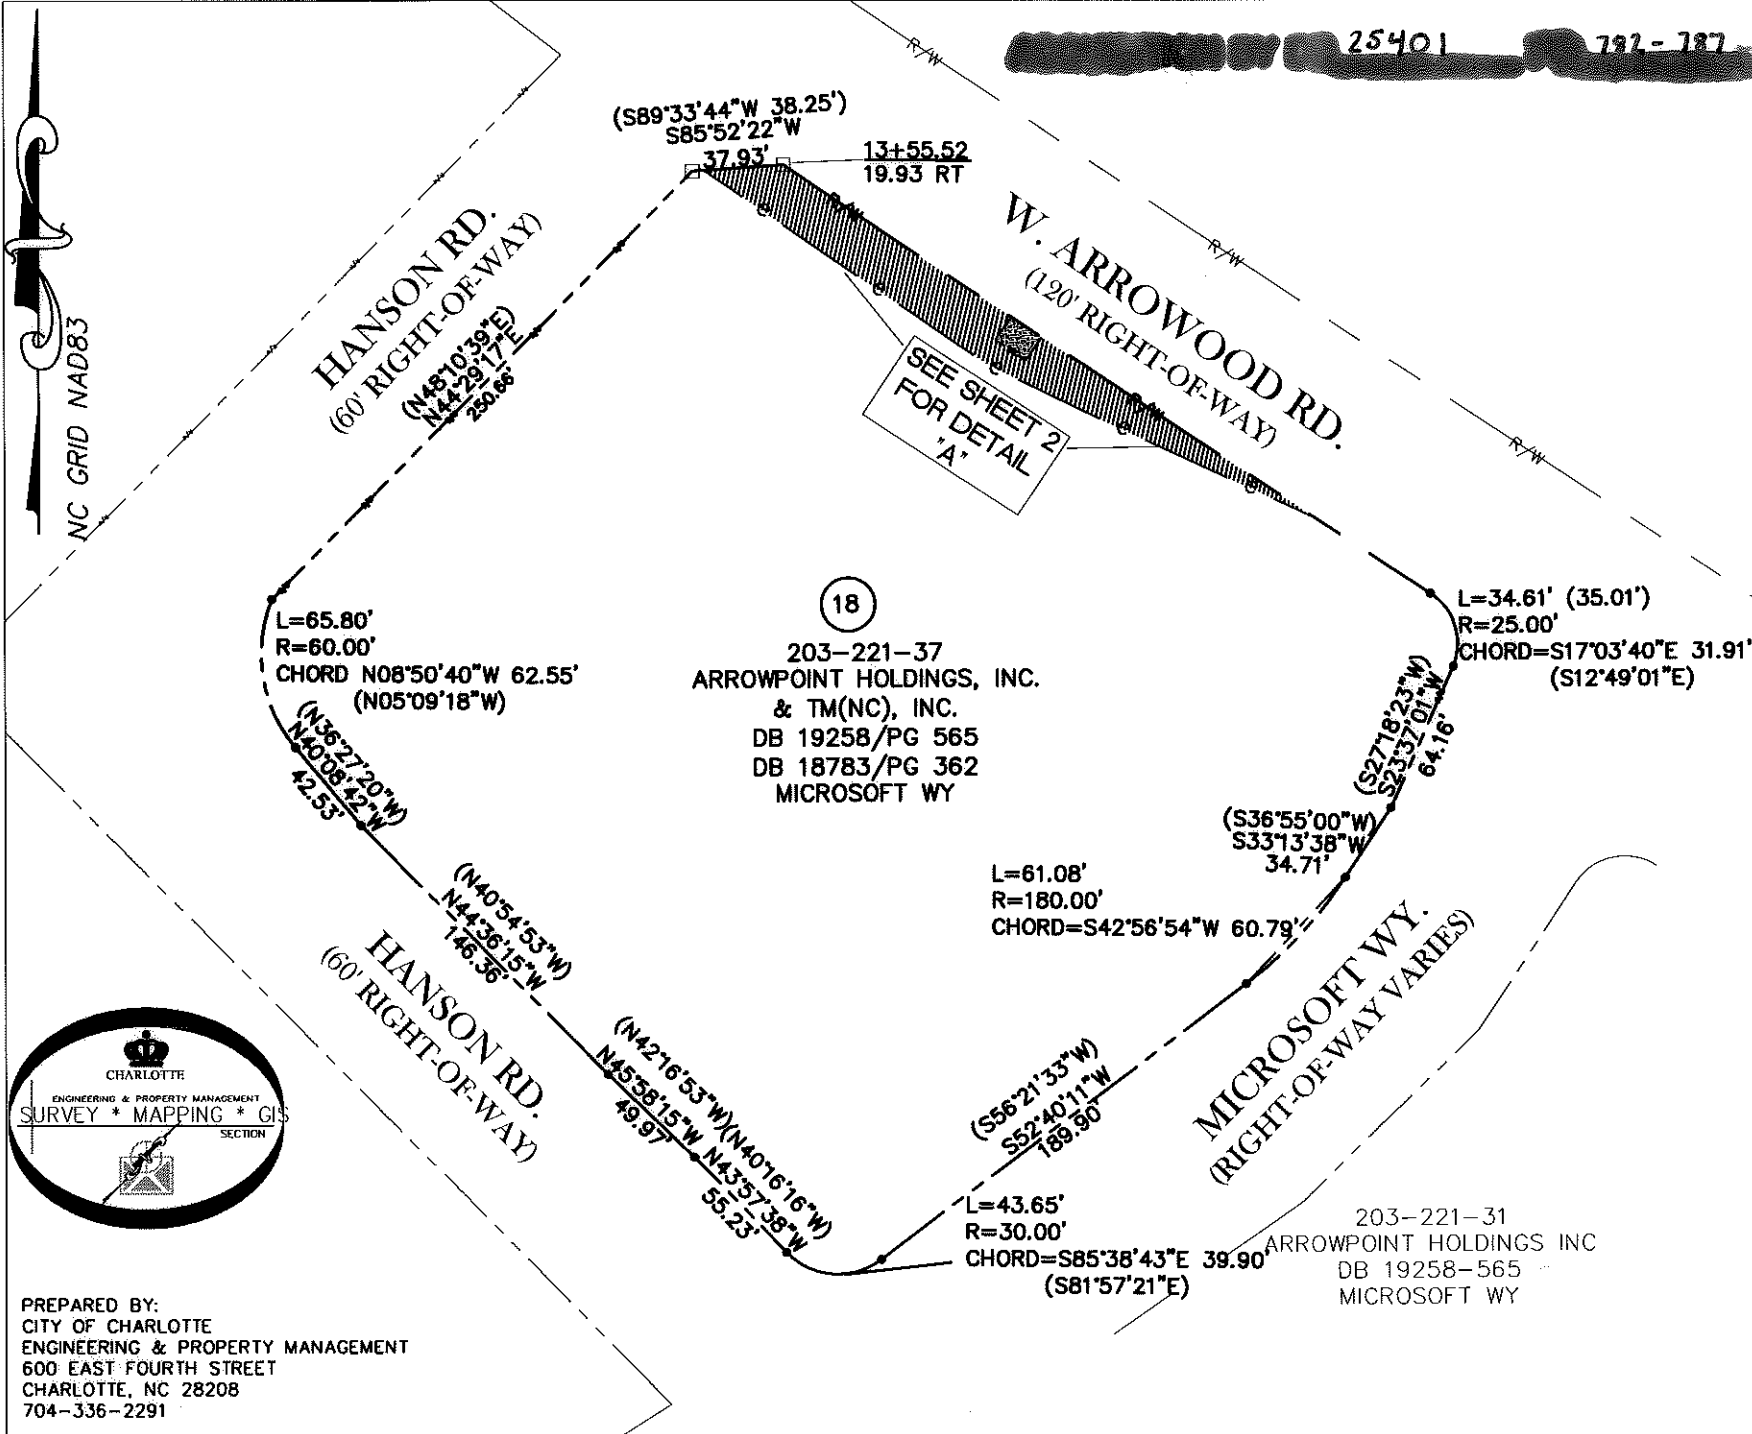 25401 792-787
R/W
(S89°33'44"W 38.25')
S85°52'22"W
37.93'
13+55.52
19.93 RT
R/W
W. ARROWOOD RD.
(120' RIGHT-OF-WAY)
R/W
R/W
R/W
HANSON RD.
(60' RIGHT-OF-WAY)
NC GRID NAD83
(N48°10'39"E)
N44°29'17"E
250.66'
SEE SHEET 2
FOR DETAIL
"A"
L=65.80'
R=60.00'
CHORD N08°50'40"W 62.55'
(N05°09'18"W)
18
203-221-37
ARROWPOINT HOLDINGS, INC.
& TM(NC), INC.
DB 19258/PG 565
DB 18783/PG 362
MICROSOFT WY
L=34.61' (35.01')
R=25.00'
CHORD=S17°03'40"E 31.91'
(S12°49'01"E)
(S27°18'23"W)
S23°37'01"W
64.16'
(N36°27'20"W)
N40°08'42"W
42.53'
(S36°55'00"W)
S33°13'38"W
34.71'
L=61.08'
R=180.00'
CHORD=S42°56'54"W 60.79'
(N40°54'53"W)
N44°36'15"W
146.36'
HANSON RD.
(60' RIGHT-OF-WAY)
MICROSOFT WY.
(RIGHT-OF-WAY VARIES)
(N42°16'53"W)
N45°58'15"W
49.97'
(N40°16'16"W)
N43°57'38"W
55.23'
(S56°21'33"W)
S52°40'11"W
189.90'
L=43.65'
R=30.00'
CHORD=S85°38'43"E 39.90'
(S81°57'21"E)
203-221-31
ARROWPOINT HOLDINGS INC
DB 19258-565
MICROSOFT WY
CHARLOTTE
ENGINEERING & PROPERTY MANAGEMENT
SURVEY * MAPPING * GIS
SECTION
PREPARED BY:
CITY OF CHARLOTTE
ENGINEERING & PROPERTY MANAGEMENT
600 EAST FOURTH STREET
CHARLOTTE, NC 28208
704-336-2291